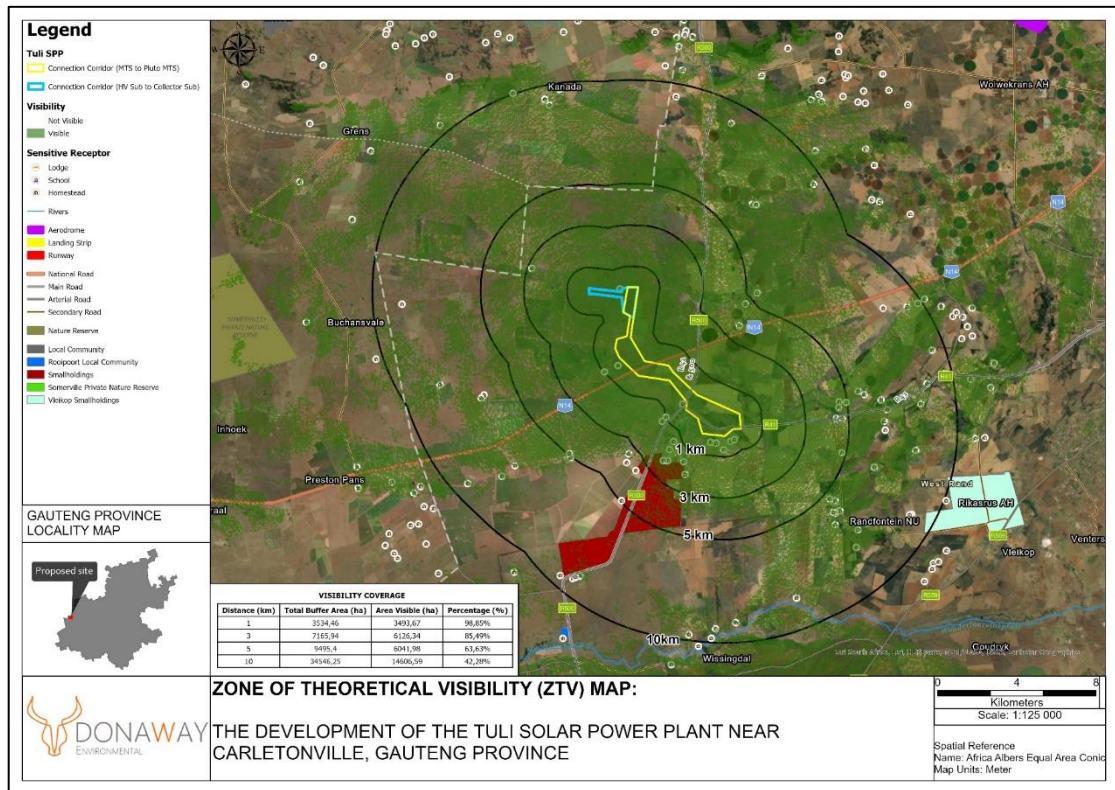 Legend
Tuli SPP
Connection Corridor (MTS to Pluto MTS)
Connection Corridor (HV Sub to Collector Sub)
Visibility
Not Visible
Visible
Sensitive Receptor
Lodge
School
Homestead
Rivers
Aerodrome
Landing Strip
Runway
National Road
Main Road
Arterial Road
Secondary Road
Nature Reserve
Local Community
Rooipoort Local Community
Smallholdings
Somerville Private Nature Reserve
Vleikop Smallholdings
GAUTENG PROVINCE
LOCALITY MAP
Proposed site
N
W
E
S
Kanada
Wolwekrans AH
Grens
N14
N14
Buchansvale
R500
N14
N14
R41
R41
Inhoek
1 km
Preston Pans
3 km
R500
West Rand
Rikasrus AH
5 km
Randfontein NU
Vleikop
Venters
R500
R559
10km
Wissingdal
VISIBILITY COVERAGE
Distance (km) Total Buffer Area (ha) Area Visible (ha) Percentage (%)
1 3534,46 3493,67 98,85%
3 7165,94 6126,34 85,49%
5 9495,4 6041,98 63,63%
10 34546,25 14606,59 42,28%
DONAWAY
ENVIRONMENTAL
ZONE OF THEORETICAL VISIBILITY (ZTV) MAP:
THE DEVELOPMENT OF THE TULI SOLAR POWER PLANT NEAR
CARLETONVILLE, GAUTENG PROVINCE
0 4 8
Kilometers
Scale: 1:125 000
Spatial Reference
Name: Africa Albers Equal Area Conic
Map Units: Meter